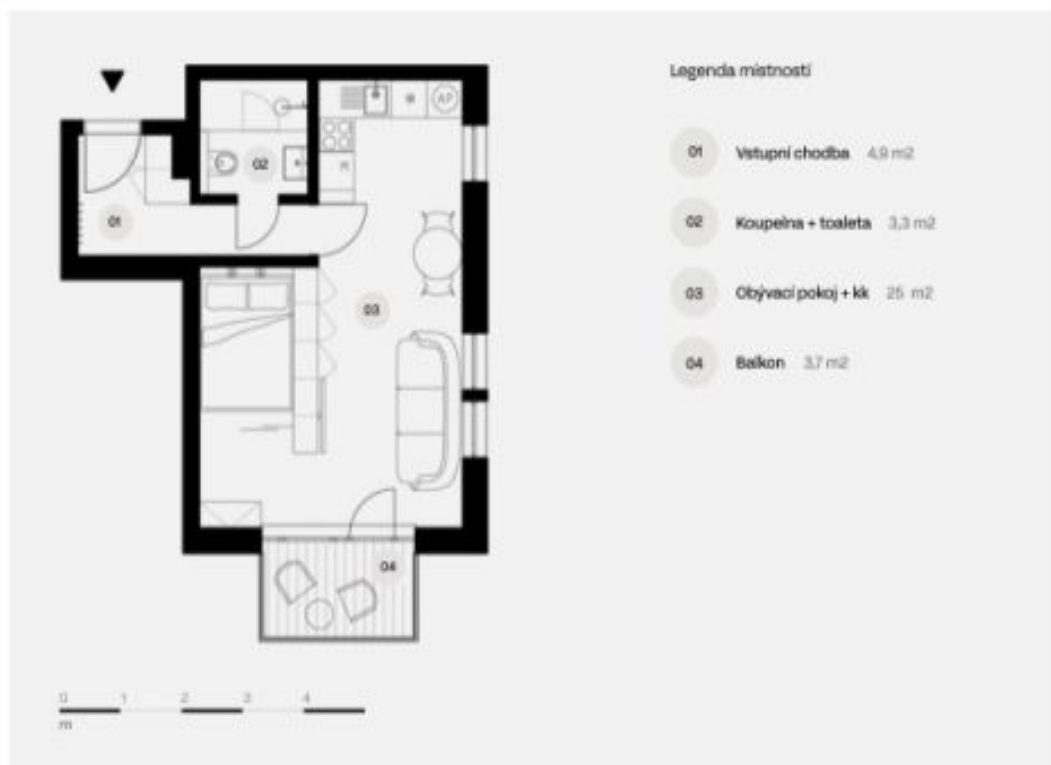 Legenda místností
01 Vstupní chodba 4,9 m2
02 Koupelna + toaleta 3,3 m2
03 Obývací pokoj + kk 25 m2
04 Balkon 3,7 m2
AP
02
01
03
04
0 1 2 3 4
m